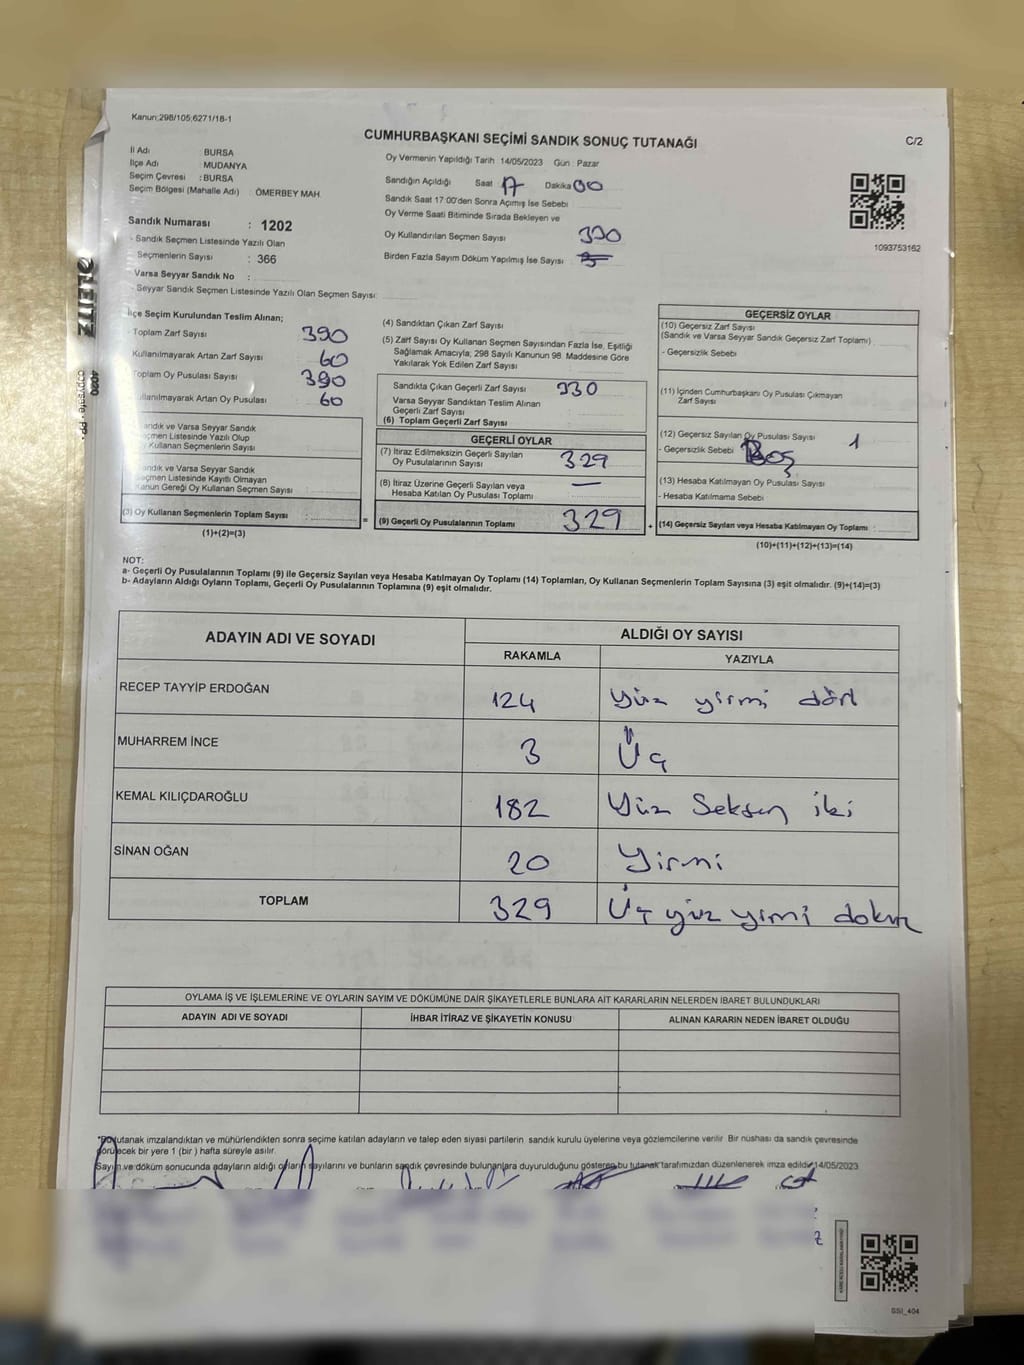 Kanun:298/105;6271/18-1
CUMHURBAŞKANI SEÇİMİ SANDIK SONUÇ TUTANAĞI
C/2
İl Adı : BURSA
İlçe Adı : MUDANYA
Seçim Çevresi : BURSA
Seçim Bölgesi (Mahalle Adı) : ÖMERBEY MAH
Oy Vermenin Yapıldığı Tarih 14/05/2023 Gün : Pazar
Sandığın Açıldığı Saat 17 Dakika 00
Sandık Saat 17:00'den Sonra Açımış İse Sebebi
Oy Verme Saati Bitiminde Sırada Bekleyen ve
Oy Kullandırılan Seçmen Sayısı 330
Birden Fazla Sayım Döküm Yapılmış İse Sayısı
1093753162
Sandık Numarası : 1202
- Sandık Seçmen Listesinde Yazılı Olan
Seçmenlerin Sayısı : 366
Varsa Seyyar Sandık No :
- Seyyar Sandık Seçmen Listesinde Yazılı Olan Seçmen Sayısı:
İlçe Seçim Kurulundan Teslim Alınan;
- Toplam Zarf Sayısı 390
Kullanılmayarak Artan Zarf Sayısı 60
Toplam Oy Pusulası Sayısı 390
Kullanılmayarak Artan Oy Pusulası 60
Sandık ve Varsa Seyyar Sandık
Seçmen Listesinde Yazılı Olup
Oy Kullanan Seçmenlerin Sayısı
Sandık ve Varsa Seyyar Sandık
Seçmen Listesinde Kayıtlı Olmayan
Kanun Gereği Oy Kullanan Seçmen Sayısı
(3) Oy Kullanan Seçmenlerin Toplam Sayısı :
(1)+(2)=(3)
=
(4) Sandıktan Çıkan Zarf Sayısı
(5) Zarf Sayısı Oy Kullanan Seçmen Sayısından Fazla İse, Eşitliği
Sağlamak Amacıyla; 298 Sayılı Kanunun 98. Maddesine Göre
Yakılarak Yok Edilen Zarf Sayısı
Sandıkta Çıkan Geçerli Zarf Sayısı 330
Varsa Seyyar Sandıktan Teslim Alınan
Geçerli Zarf Sayısı
(6) Toplam Geçerli Zarf Sayısı
GEÇERLİ OYLAR
(7) İtiraz Edilmeksizin Geçerli Sayılan
Oy Pusulalarının Sayısı 329
(8) İtiraz Üzerine Geçerli Sayılan veya
Hesaba Katılan Oy Pusulası Toplamı —
(9) Geçerli Oy Pusulalarının Toplamı 329
+
GEÇERSİZ OYLAR
(10) Geçersiz Zarf Sayısı
(Sandık ve Varsa Seyyar Sandık Geçersiz Zarf Toplamı)
- Geçersizlik Sebebi
(11) İçinden Cumhurbaşkanı Oy Pusulası Çıkmayan
Zarf Sayısı
(12) Geçersiz Sayılan Oy Pusulası Sayısı 1
- Geçersizlik Sebebi Boş
(13) Hesaba Katılmayan Oy Pusulası Sayısı
- Hesaba Katılmama Sebebi
(14) Geçersiz Sayılan veya Hesaba Katılmayan Oy Toplamı :
(10)+(11)+(12)+(13)=(14)
NOT:
a- Geçerli Oy Pusulalarının Toplamı (9) ile Geçersiz Sayılan veya Hesaba Katılmayan Oy Toplamı (14) Toplamları, Oy Kullanan Seçmenlerin Toplam Sayısına (3) eşit olmalıdır. (9)+(14)=(3)
b- Adayların Aldığı Oyların Toplamı, Geçerli Oy Pusulalarının Toplamına (9) eşit olmalıdır.
ADAYIN ADI VE SOYADI ALDIĞI OY SAYISI
RAKAMLA YAZIYLA
RECEP TAYYİP ERDOĞAN 124 Yüz yirmi dört
MUHARREM İNCE 3 Üç
KEMAL KILIÇDAROĞLU 182 Yüz Seksen iki
SİNAN OĞAN 20 Yirmi
TOPLAM 329 Üç yüz yirmi dokuz
OYLAMA İŞ VE İŞLEMLERİNE VE OYLARIN SAYIM VE DÖKÜMÜNE DAİR ŞİKAYETLERLE BUNLARA AİT KARARLARIN NELERDEN İBARET BULUNDUKLARI
ADAYIN ADI VE SOYADI İHBAR İTİRAZ VE ŞİKAYETİN KONUSU ALINAN KARARIN NEDEN İBARET OLDUĞU
*Bu tutanak imzalandıktan ve mühürlendikten sonra seçime katılan adayların ve talep eden siyasi partilerin sandık kurulu üyelerine veya gözlemcilerine verilir Bir nüshası da sandık çevresinde
görülecek bir yere 1 (bir ) hafta süreyle asılır.
Sayım ve döküm sonucunda adayların aldığı oyların sayılarını ve bunların sandık çevresinde bulunanlara duyurulduğunu gösteren bu tutanak tarafımızdan düzenlenerek imza edildi. 14/05/2023
GSI_404
LEITZ
4020
copysafe - PP -